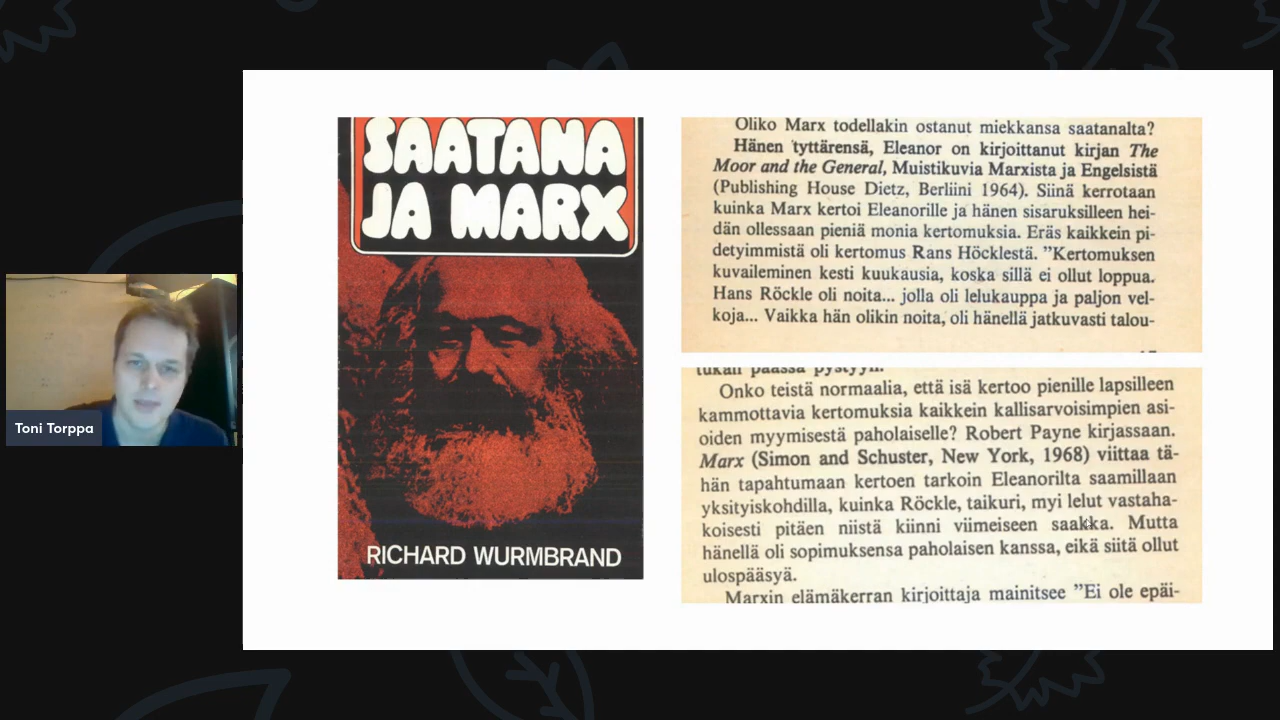 SAATANA
JA MARX
RICHARD WURMBRAND
Toni Torppa
Oliko Marx todellakin ostanut miekkansa saatanalta?
Hänen tyttärensä, Eleanor on kirjoittanut kirjan The
Moor and the General, Muistikuvia Marxista ja Engelsistä
(Publishing House Dietz, Berliini 1964). Siinä kerrotaan
kuinka Marx kertoi Eleanorille ja hänen sisaruksilleen hei-
dän ollessaan pieniä monia kertomuksia. Eräs kaikkein pi-
detyimmistä oli kertomus Rans Höcklestä. ”Kertomuksen
kuvaileminen kesti kuukausia, koska sillä ei ollut loppua.
Hans Röckle oli noita... jolla oli lelukauppa ja paljon vel-
koja... Vaikka hän olikin noita, oli hänellä jatkuvasti talou-
tukan päässä pystyyn.
Onko teistä normaalia, että isä kertoo pienille lapsilleen
kammottavia kertomuksia kaikkein kallisarvoisimpien asi-
oiden myymisestä paholaiselle? Robert Payne kirjassaan.
Marx (Simon and Schuster, New York, 1968) viittaa tä-
hän tapahtumaan kertoen tarkoin Eleanorilta saamillaan
yksityiskohdilla, kuinka Röckle, taikuri, myi lelut vastaha-
koisesti pitäen niistä kiinni viimeiseen saakka. Mutta
hänellä oli sopimuksensa paholaisen kanssa, eikä siitä ollut
ulospääsyä.
Marxin elämäkerran kirjoittaja mainitsee ”Ei ole epäi-